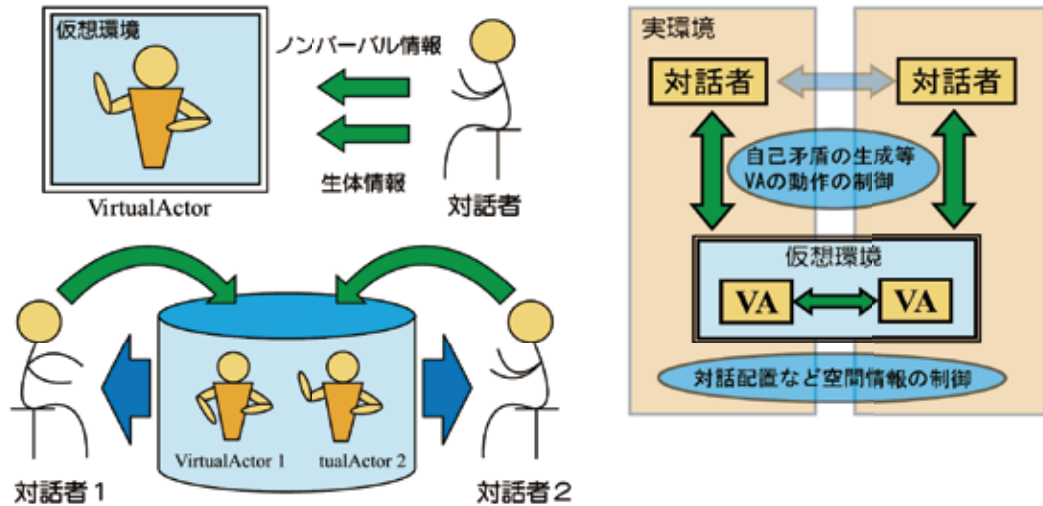 仮想環境
ノンバーバル情報
生体情報
VirtualActor
対話者
VirtualActor 1
tualActor 2
対話者1
対話者2
実環境
対話者
対話者
自己矛盾の生成等
VAの動作の制御
仮想環境
VA
VA
対話配置など空間情報の制御